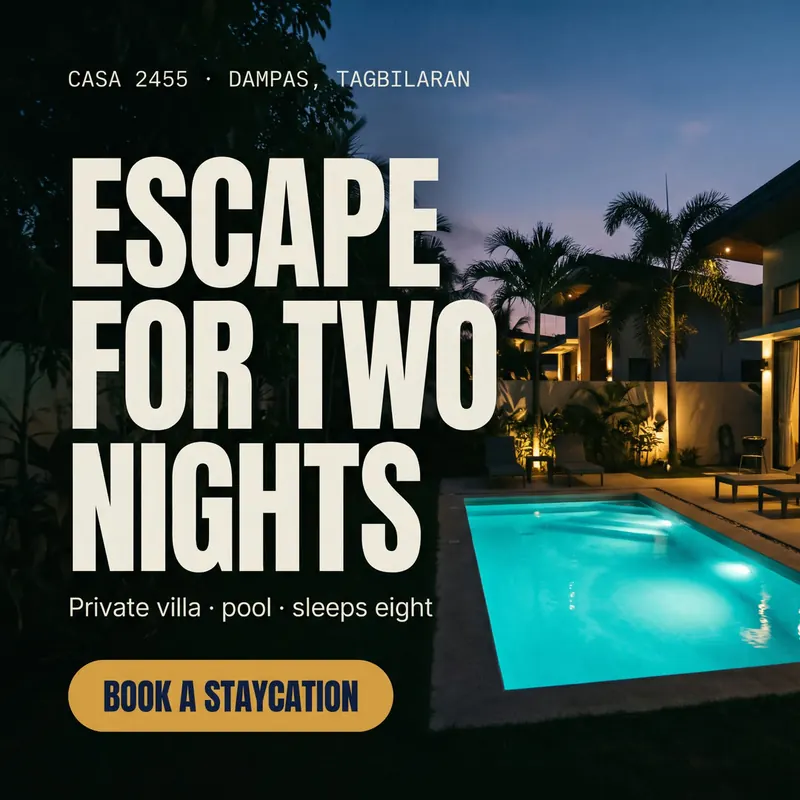 CASA 2455 · DAMPAS, TAGBILARAN
ESCAPE
FOR TWO
NIGHTS
Private villa · pool · sleeps eight
BOOK A STAYCATION